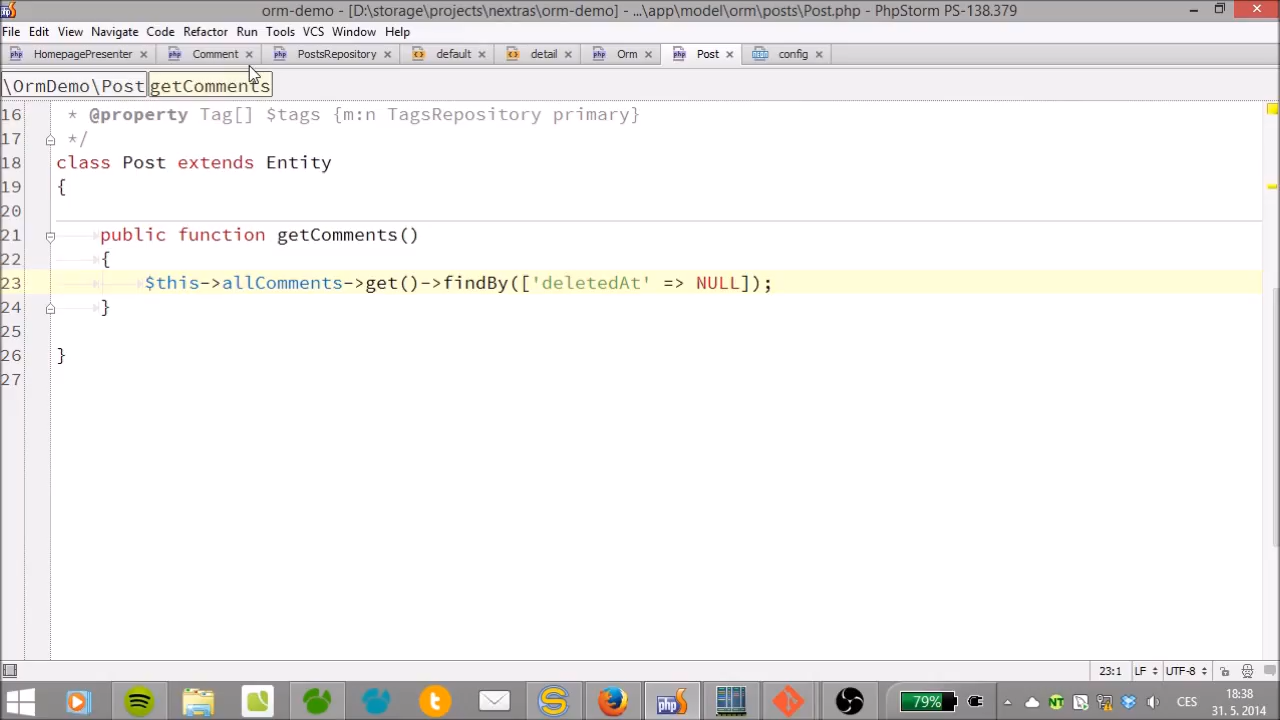 orm-demo - [D:\storage\projects\nextras\orm-demo] - ...\app\model\orm\posts\Post.php - PhpStorm PS-138.379
File Edit View Navigate Code Refactor Run Tools VCS Window Help
HomepagePresenter Comment PostsRepository default detail Orm Post config
\OrmDemo\Post getComments
16 * @property Tag[] $tags {m:n TagsRepository primary}
17 */
18 class Post extends Entity
19 {
20
21 public function getComments()
22 {
23 $this->allComments->get()->findBy(['deletedAt' => NULL]);
24 }
25
26 }
27
23:1 LF UTF-8
79% CES 18:38
31. 5. 2014